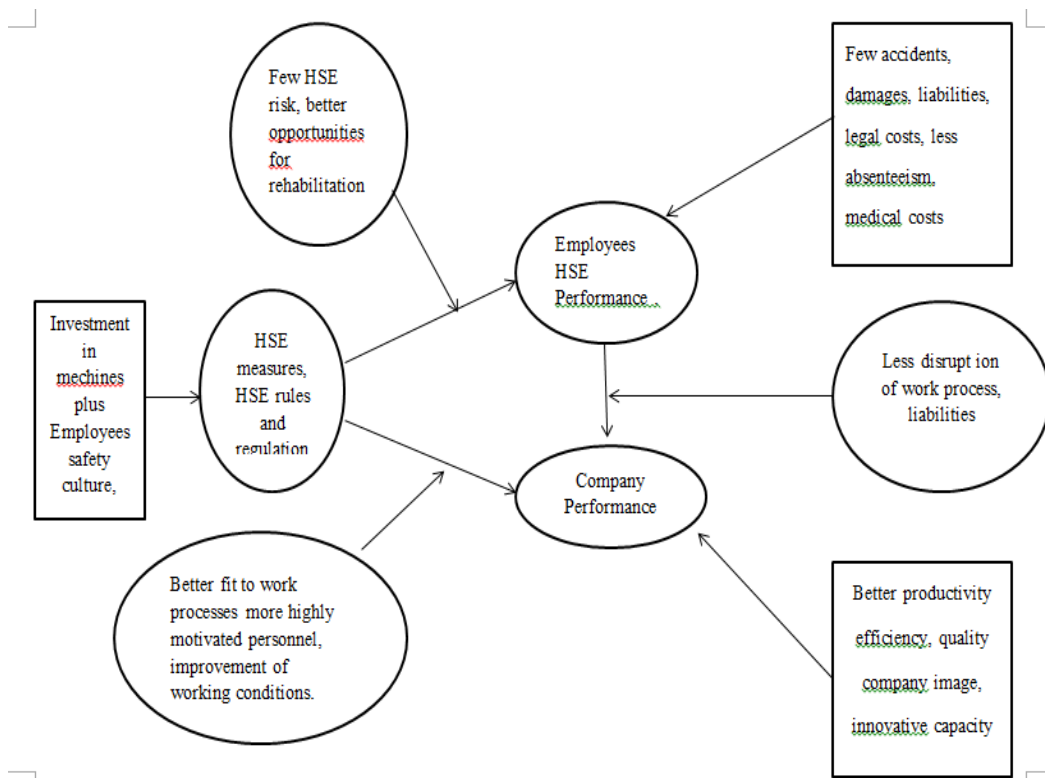 Few HSE
risk, better
opportunities
for
rehabilitation
Few accidents,
damages, liabilities,
legal costs, less
absenteeism,
medical costs
Employees
HSE
Performance .
Investment
in
mechines
plus
Employees
safety
culture,
HSE
measures,
HSE rules
and
regulation
Less disrupt ion
of work process,
liabilities
Company
Performance
Better fit to work
processes more highly
motivated personnel,
improvement of
working conditions.
Better productivity
efficiency, quality
company image,
innovative capacity